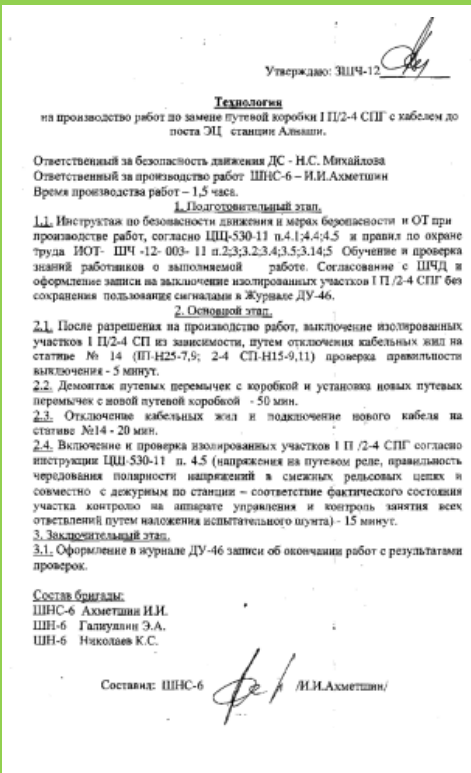 Утверждаю: ЗШЧ-12
Технология
на производство работ по замене путевой коробки I П/2-4 СПГ с кабелем до
поста ЭЦ станции Алнаши.
Ответственный за безопасность движения ДС - Н.С. Михайлова
Ответственный за производство работ ШНС-6 – И.И.Ахметшин
Время производства работ – 1,5 часа.
1. Подготовительный этап.
1.1. Инструктаж по безопасности движения и мерах безопасности и ОТ при
производстве работ, согласно ЦШ-530-11 п.4.1;4.4;4.5 и правил по охране
труда ИОТ- ШЧ -12- 003- 11 п.2;3;3.2;3.4;3.5;3.14;5 Обучение и проверка
знаний работников о выполняемой работе. Согласование с ШЧД и
оформление записи на выключение изолированных участков I П /2-4 СПГ без
сохранения пользования сигналами в Журнале ДУ-46.
2. Основной этап.
2.1. После разрешения на производство работ, выключение изолированных
участков I П/2-4 СП из зависимости, путем отключения кабельных жил на
стативе № 14 (IП-Н25-7,9; 2-4 СП-Н15-9,11) проверка правильности
выключения - 5 минут.
2.2. Демонтаж путевых перемычек с коробкой и установка новых путевых
перемычек с новой путевой коробкой - 50 мин.
2.3. Отключение кабельных жил и подключение нового кабеля на
стативе №14 - 20 мин.
2.4. Включение и проверка изолированных участков I П /2-4 СПГ согласно
инструкции ЦШ-530-11 п. 4.5 (напряжения на путевом реле, правильность
чередования полярности напряжений в смежных рельсовых цепях и
совместно с дежурным по станции – соответствие фактического состояния
участка контролю на аппарате управления и контроль занятия всех
ответвлений путем наложения испытательного шунта) - 15 минут.
3. Заключительный этап.
3.1. Оформление в журнале ДУ-46 записи об окончании работ с результатами
проверок.
Состав бригады:
ШНС-6 Ахметшин И.И.
ШН-6 Галиуллин Э.А.
ШН-6 Николаев К.С.
Составил: ШНС-6 /И.И.Ахметшин/